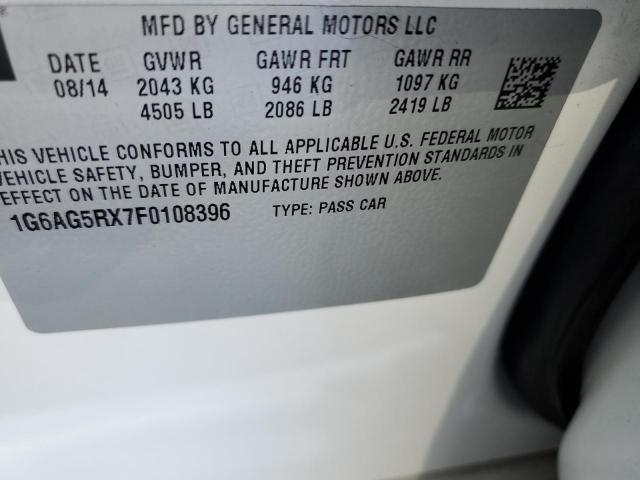 MFD BY GENERAL MOTORS LLC
DATE GVWR GAWR FRT GAWR RR
08/14 2043 KG 946 KG 1097 KG
4505 LB 2086 LB 2419 LB
THIS VEHICLE CONFORMS TO ALL APPLICABLE U.S. FEDERAL MOTOR
VEHICLE SAFETY, BUMPER, AND THEFT PREVENTION STANDARDS IN
EFFECT ON THE DATE OF MANUFACTURE SHOWN ABOVE.
1G6AG5RX7F0108396 TYPE: PASS CAR